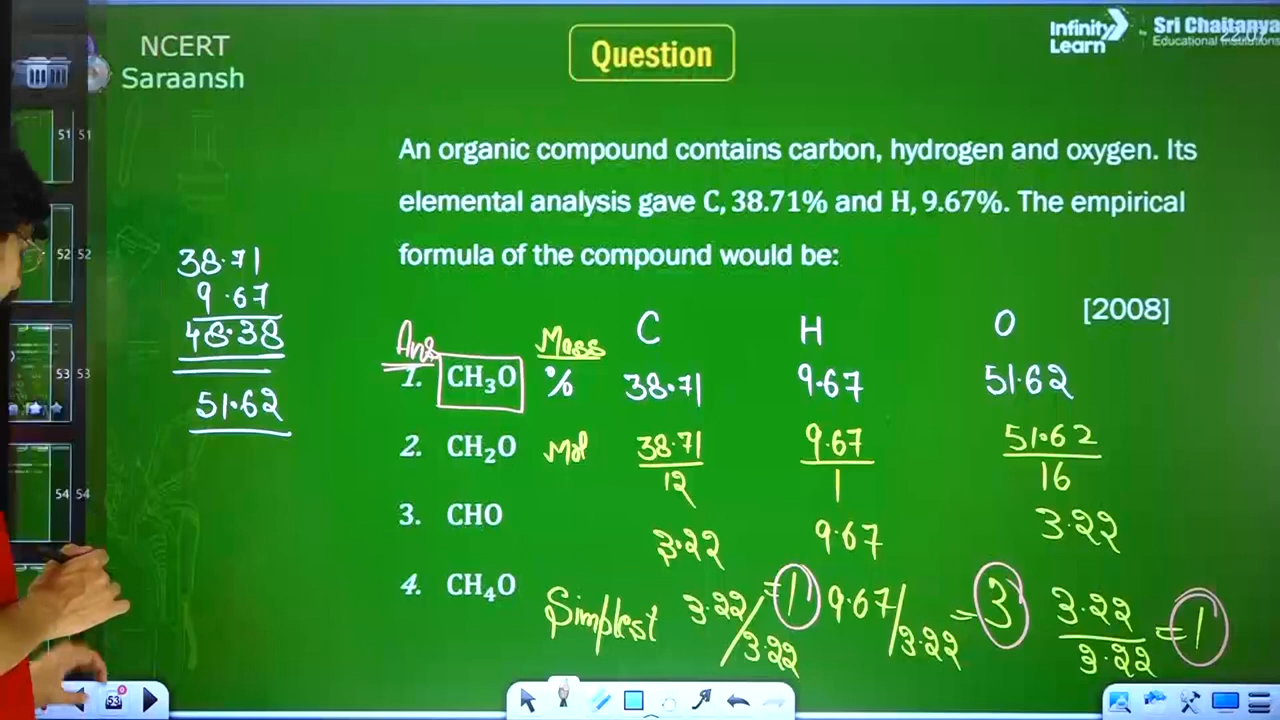 NCERT
Saraansh
Question
Infinity
Learn
Sri Chaitanya
Educational Institutions
An organic compound contains carbon, hydrogen and oxygen. Its
elemental analysis gave C, 38.71% and H, 9.67%. The empirical
formula of the compound would be:
[2008]
38.71
9.67
48.38
51.62
Ans
Mass C H O
1. CH₃O % 38.71 9.67 51.62
2. CH₂O Mol 38.71/12 9.67/1 51.62/16
3. CHO 3.22 9.67 3.22
4. CH₄O
Simplest 3.22/3.22 = 1 9.67/3.22 = 3 3.22/3.22 = 1
51 51
52 52
53 53
54 54
53